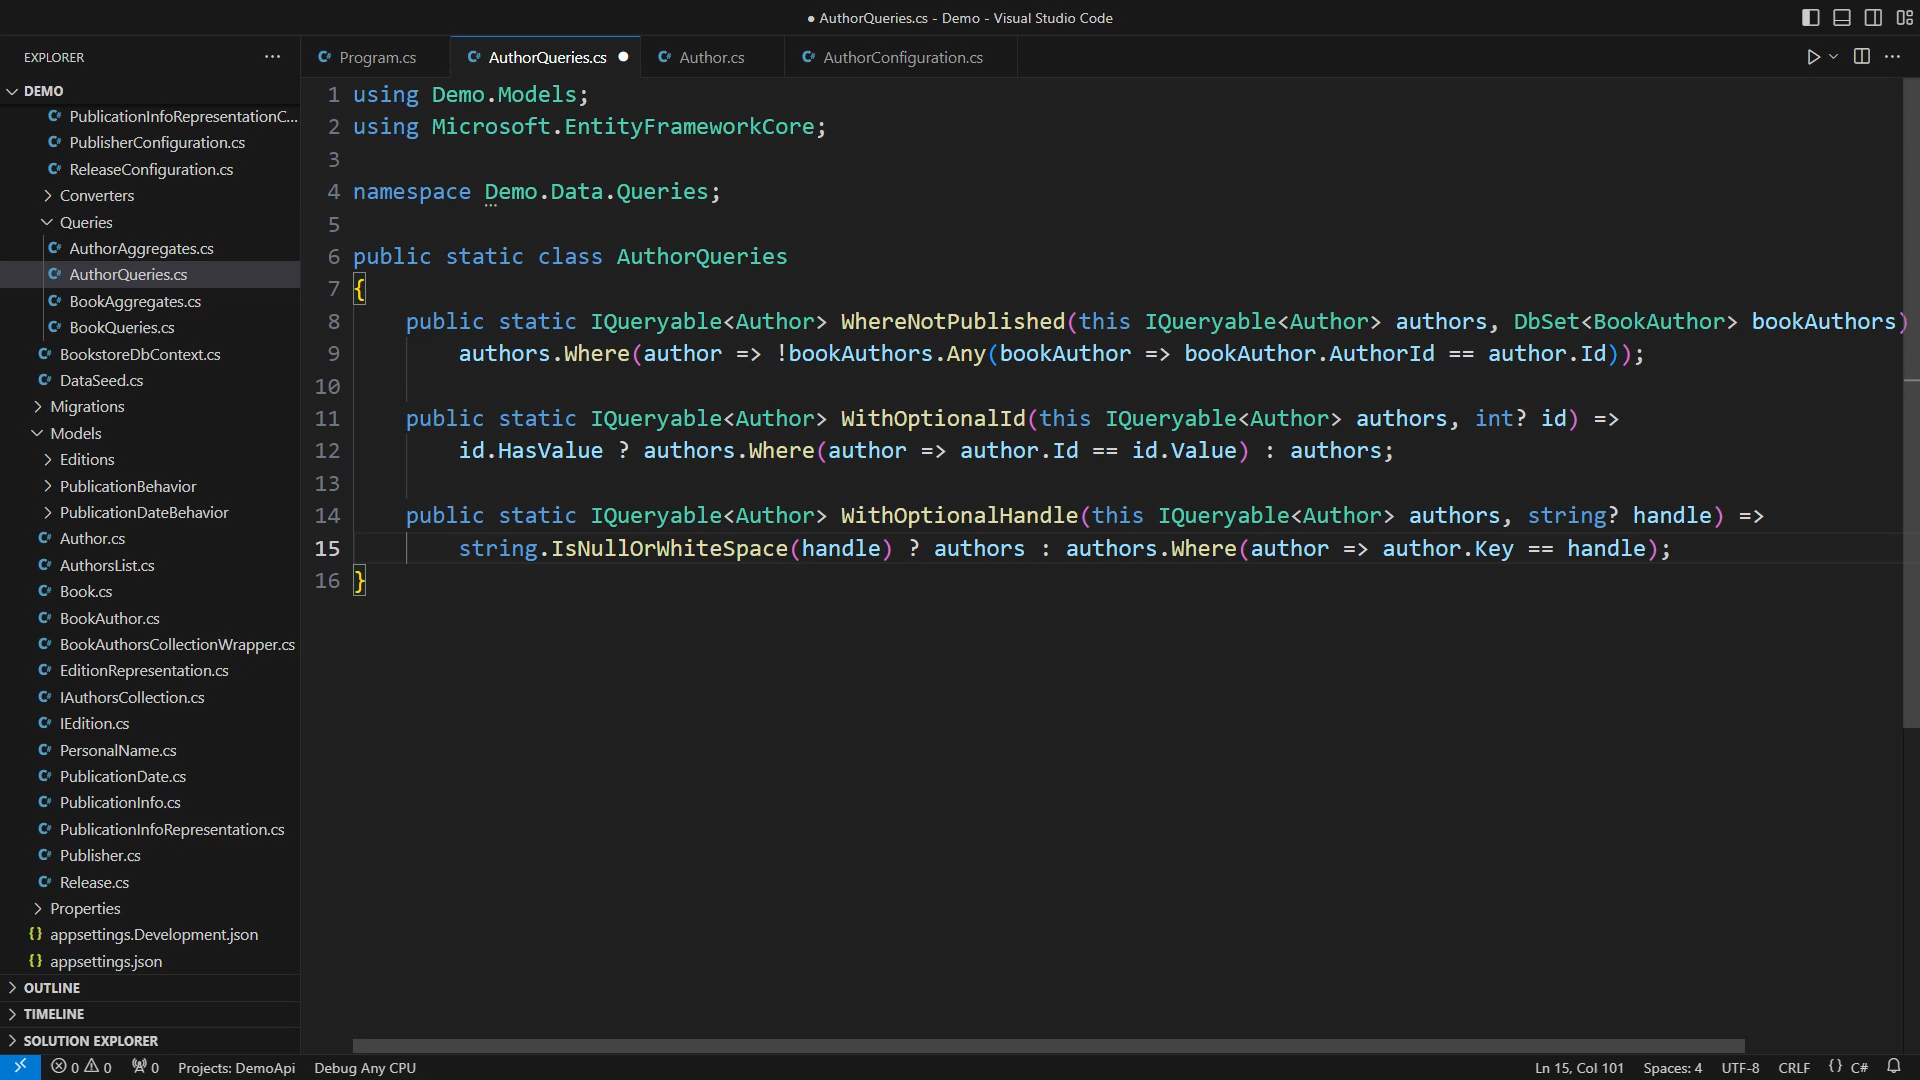 ● AuthorQueries.cs - Demo - Visual Studio Code
EXPLORER
Program.cs
AuthorQueries.cs
Author.cs
AuthorConfiguration.cs
DEMO
PublicationInfoRepresentationC...
PublisherConfiguration.cs
ReleaseConfiguration.cs
Converters
Queries
AuthorAggregates.cs
AuthorQueries.cs
BookAggregates.cs
BookQueries.cs
BookstoreDbContext.cs
DataSeed.cs
Migrations
Models
Editions
PublicationBehavior
PublicationDateBehavior
Author.cs
AuthorsList.cs
Book.cs
BookAuthor.cs
BookAuthorsCollectionWrapper.cs
EditionRepresentation.cs
IAuthorsCollection.cs
IEdition.cs
PersonalName.cs
PublicationDate.cs
PublicationInfo.cs
PublicationInfoRepresentation.cs
Publisher.cs
Release.cs
Properties
appsettings.Development.json
appsettings.json
OUTLINE
TIMELINE
SOLUTION EXPLORER
1 using Demo.Models;
2 using Microsoft.EntityFrameworkCore;
3
4 namespace Demo.Data.Queries;
5
6 public static class AuthorQueries
7 {
8 public static IQueryable<Author> WhereNotPublished(this IQueryable<Author> authors, DbSet<BookAuthor> bookAuthors)
9 authors.Where(author => !bookAuthors.Any(bookAuthor => bookAuthor.AuthorId == author.Id));
10
11 public static IQueryable<Author> WithOptionalId(this IQueryable<Author> authors, int? id) =>
12 id.HasValue ? authors.Where(author => author.Id == id.Value) : authors;
13
14 public static IQueryable<Author> WithOptionalHandle(this IQueryable<Author> authors, string? handle) =>
15 string.IsNullOrWhiteSpace(handle) ? authors : authors.Where(author => author.Key == handle);
16 }
0 0 0 Projects: DemoApi Debug Any CPU Ln 15, Col 101 Spaces: 4 UTF-8 CRLF {} C#